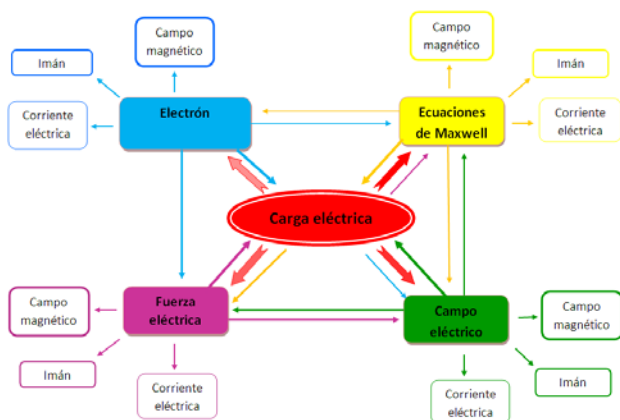 Campo
magnético
Imán
Corriente
eléctrica
Electrón
Campo
magnético
Imán
Corriente
eléctrica
Ecuaciones
de Maxwell
Carga eléctrica
Campo
magnético
Imán
Corriente
eléctrica
Fuerza
eléctrica
Campo
eléctrico
Campo
magnético
Imán
Corriente
eléctrica